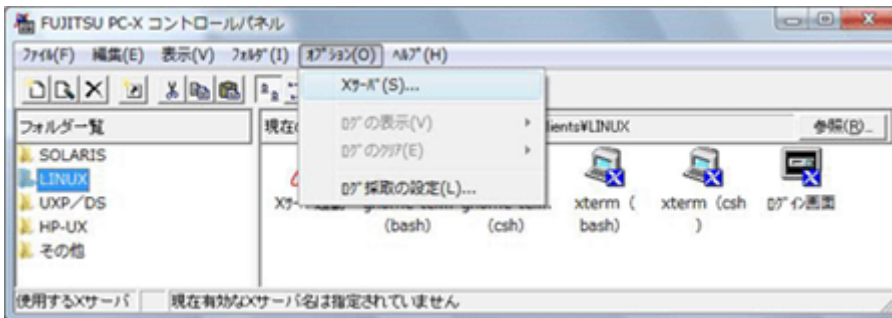 FUJITSU PC-X コントロールパネル
ファイル(F) 編集(E) 表示(V) フォルダ(I) オプション(O) ヘルプ(H)
Xサーバ(S)...
ログの表示(V)
ログのクリア(E)
ログ採取の設定(L)...
フォルダ一覧
現在
ients¥LINUX
参照(R)...
SOLARIS
LINUX
UXP/DS
HP-UX
その他
(bash)
(csh)
xterm (
bash)
xterm (csh
)
ログイン画面
使用するXサーバ
現在有効なXサーバ名は指定されていません